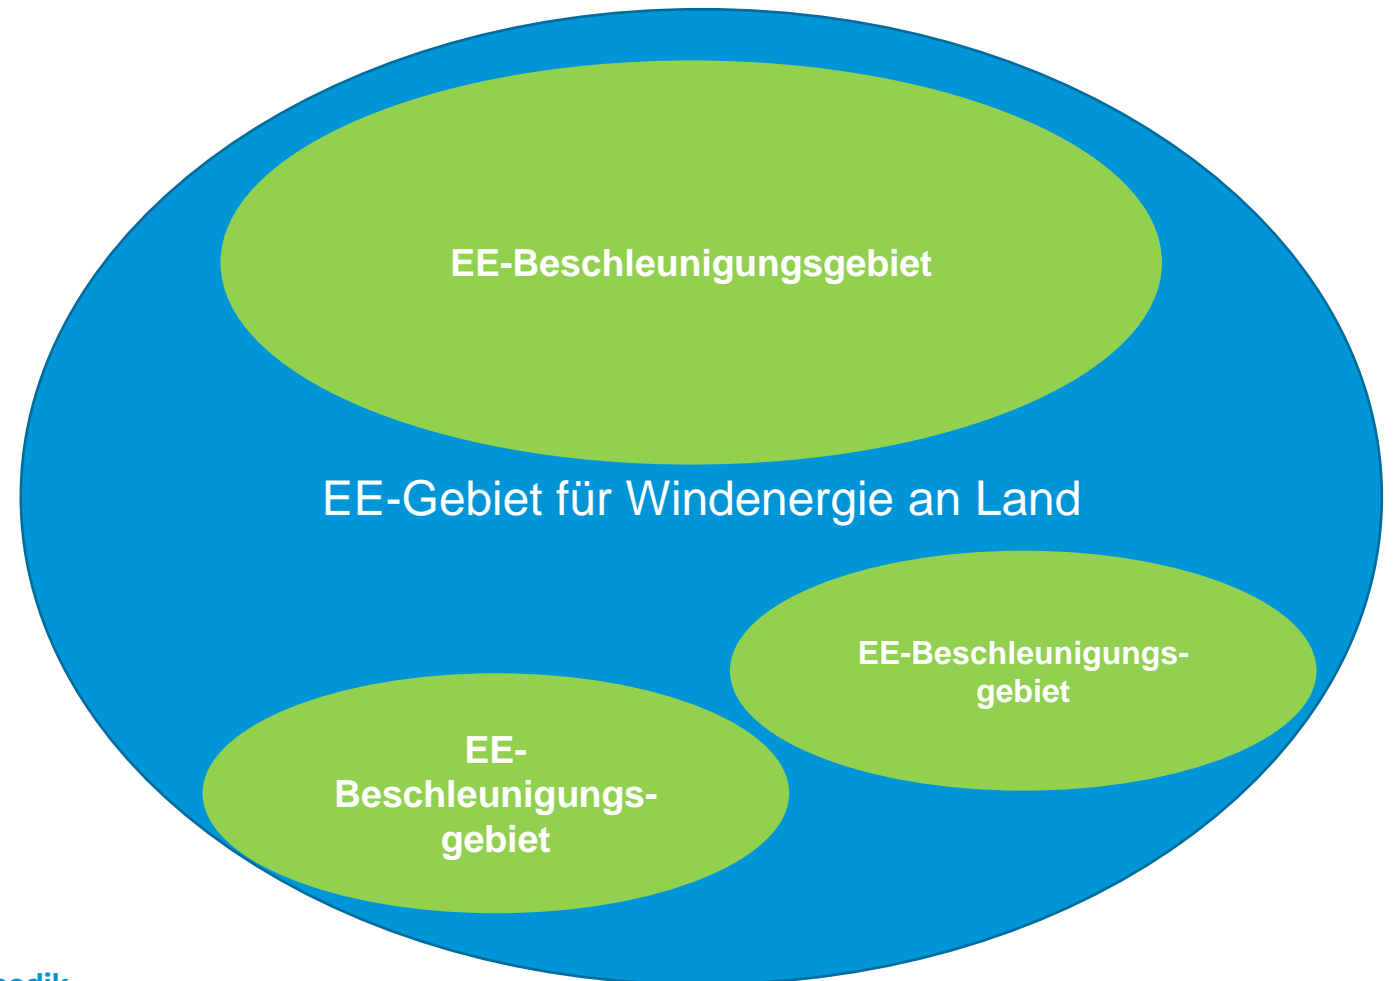 EE-Beschleunigungsgebiet
EE-Gebiet für Windenergie an Land
EE-Beschleunigungs-
gebiet
EE-
Beschleunigungs-
gebiet